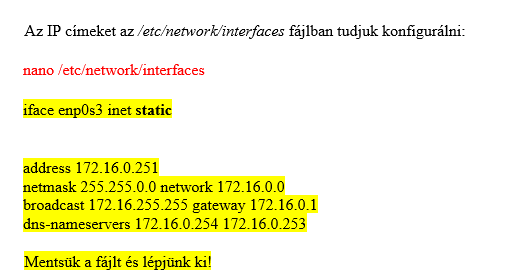 Az IP címeket az /etc/network/interfaces fájlban tudjuk konfigurálni:
nano /etc/network/interfaces
iface enp0s3 inet static
address 172.16.0.251
netmask 255.255.0.0 network 172.16.0.0
broadcast 172.16.255.255 gateway 172.16.0.1
dns-nameservers 172.16.0.254 172.16.0.253
Mentsük a fájlt és lépjünk ki!